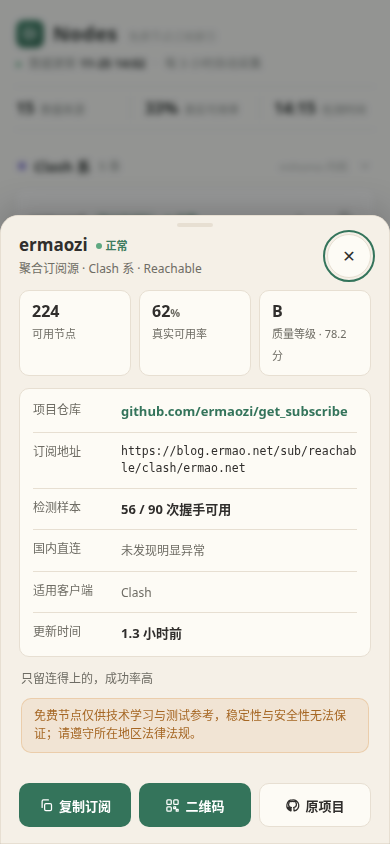 Nodes
15
33%
14:15
Clash 系
ermaozi
正常
聚合订阅源 · Clash 系 · Reachable
224
可用节点
62%
真实可用率
B
质量等级 · 78.2
分
项目仓库
github.com/ermaozi/get_subscribe
订阅地址
https://blog.ermao.net/sub/reachab
le/clash/ermao.net
检测样本
56 / 90 次握手可用
国内直连
未发现明显异常
适用客户端
Clash
更新时间
1.3 小时前
只留连得上的，成功率高
免费节点仅供技术学习与测试参考，稳定性与安全性无法保
证；请遵守所在地区法律法规。
复制订阅
二维码
原项目